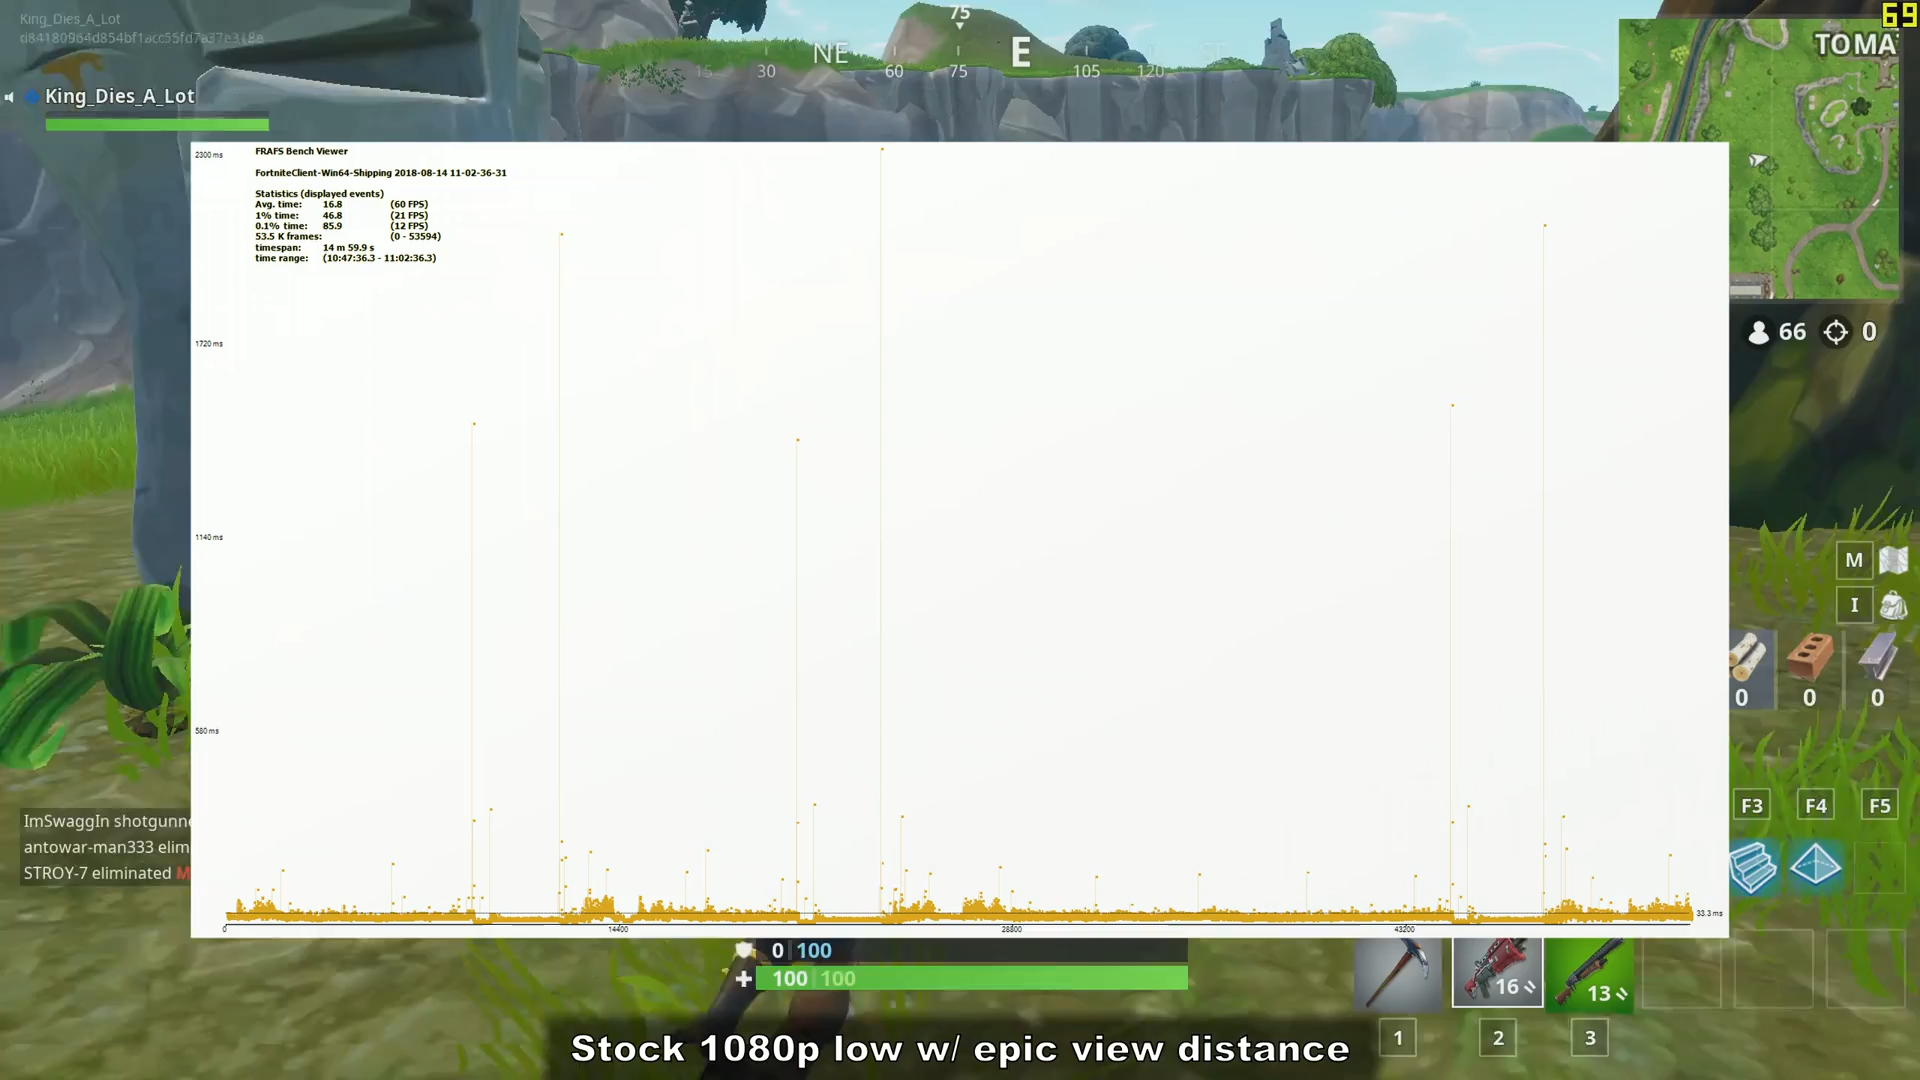 King_Dies_A_Lot
69
75
TOMA
NE
E
ST
15
30
60
75
105
120
King_Dies_A_Lot
2300 ms
FRAFS Bench Viewer
FortniteClient-Win64-Shipping 2018-08-14 11-02-36-31
Statistics (displayed events)
Avg. time: 16.8 (60 FPS)
1% time: 46.8 (21 FPS)
0.1% time: 85.9 (12 FPS)
53.5 K frames: (0 - 53594)
timespan: 14 m 59.9 s
time range: (10:47:36.3 - 11:02:36.3)
66 0
1720 ms
1140 ms
M
I
0 0 0
580 ms
F3 F4 F5
ImSwaggIn shotgunne
antowar-man333 elim
STROY-7 eliminated M
33.3 ms
0 14400 28800 43200
0 | 100
100 | 100
16
13
1 2 3
Stock 1080p low w/ epic view distance